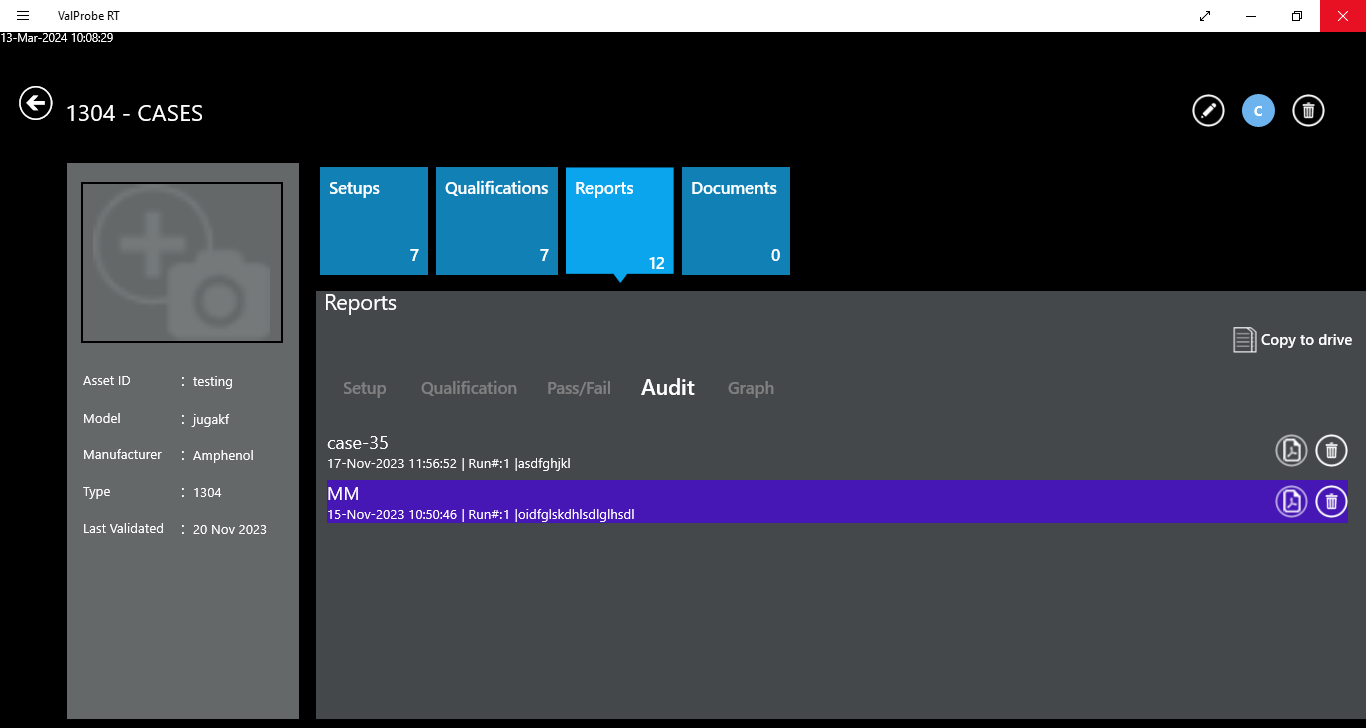 ValProbe RT
13-Mar-2024 10:08:29
1304 - CASES
C
Setups
7
Qualifications
7
Reports
12
Documents
0
Reports
Copy to drive
Setup Qualification Pass/Fail Audit Graph
Asset ID : testing
Model : jugakf
Manufacturer : Amphenol
Type : 1304
Last Validated : 20 Nov 2023
case-35
17-Nov-2023 11:56:52 | Run#:1 |asdfghjkl
MM
15-Nov-2023 10:50:46 | Run#:1 |oidfglskdhlsdlglhsdl